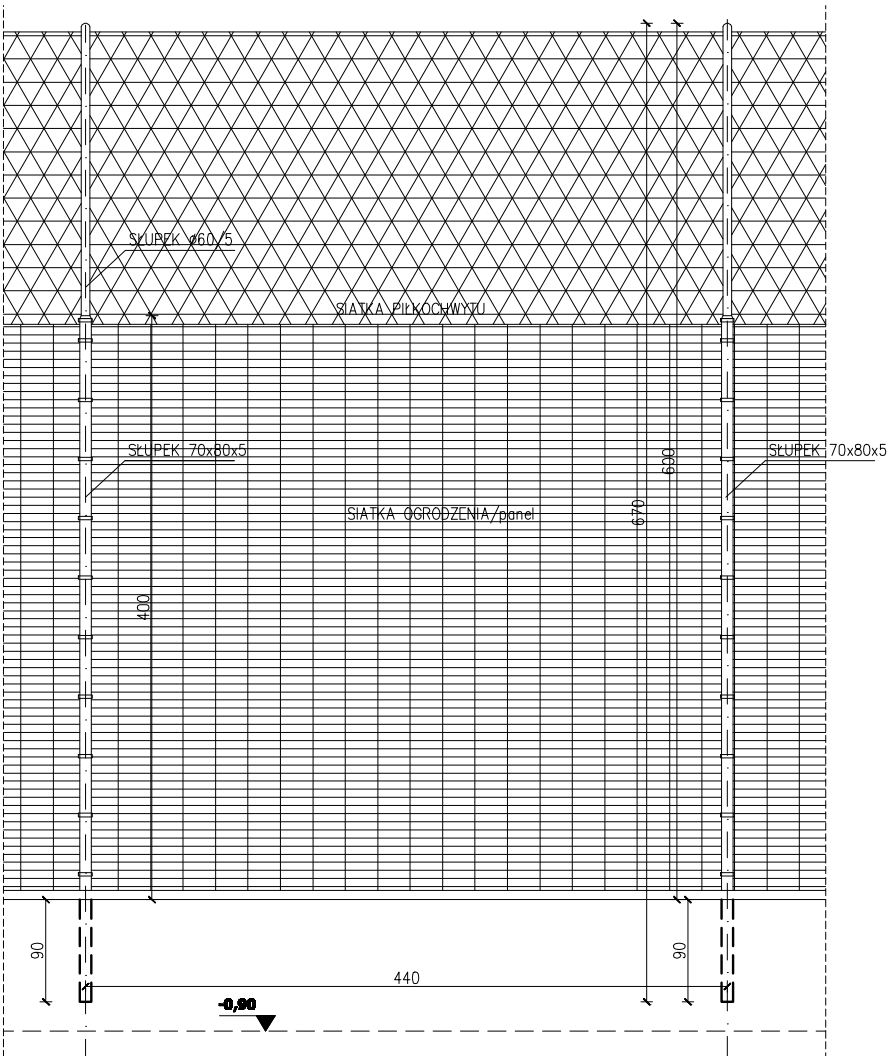 SŁUPEK ø60/5
SIATKA PIŁKOCHWYTU
SŁUPEK 70x80x5
SŁUPEK 70x80x5
600
670
SIATKA OGRODZENIA/panel
400
90
90
440
-0,90